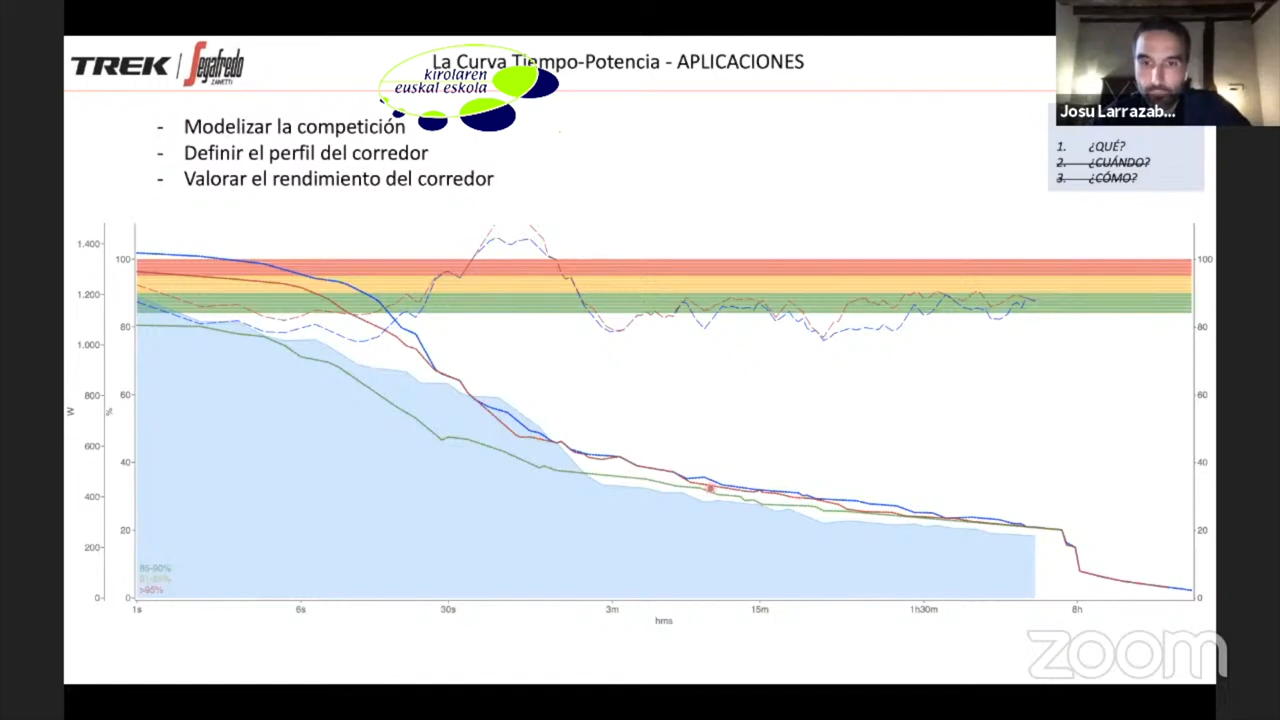 TREK | Segafredo
ZANETTI
La Curva Tiempo-Potencia - APLICACIONES
kirolaren
euskal eskola
Josu Larrazab...
- Modelizar la competición
- Definir el perfil del corredor
- Valorar el rendimiento del corredor
1. ¿QUÉ?
2. ¿CUÁNDO?
3. ¿CÓMO?
1.400
1.200
1.000
800
600
400
200
0
W
100
80
60
40
20
0
%
100
80
60
40
20
0
>95%
1s 6s 30s 3m 15m 1h30m 8h
hms
zoom